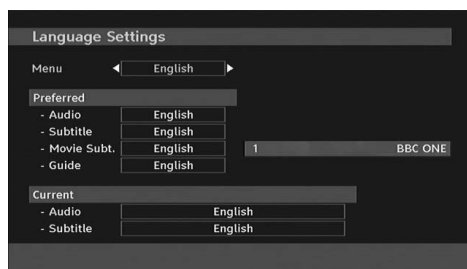 Language Settings
Menu English
Preferred
- Audio English
- Subtitle English
- Movie Subt. English 1 BBC ONE
- Guide English
Current
- Audio English
- Subtitle English